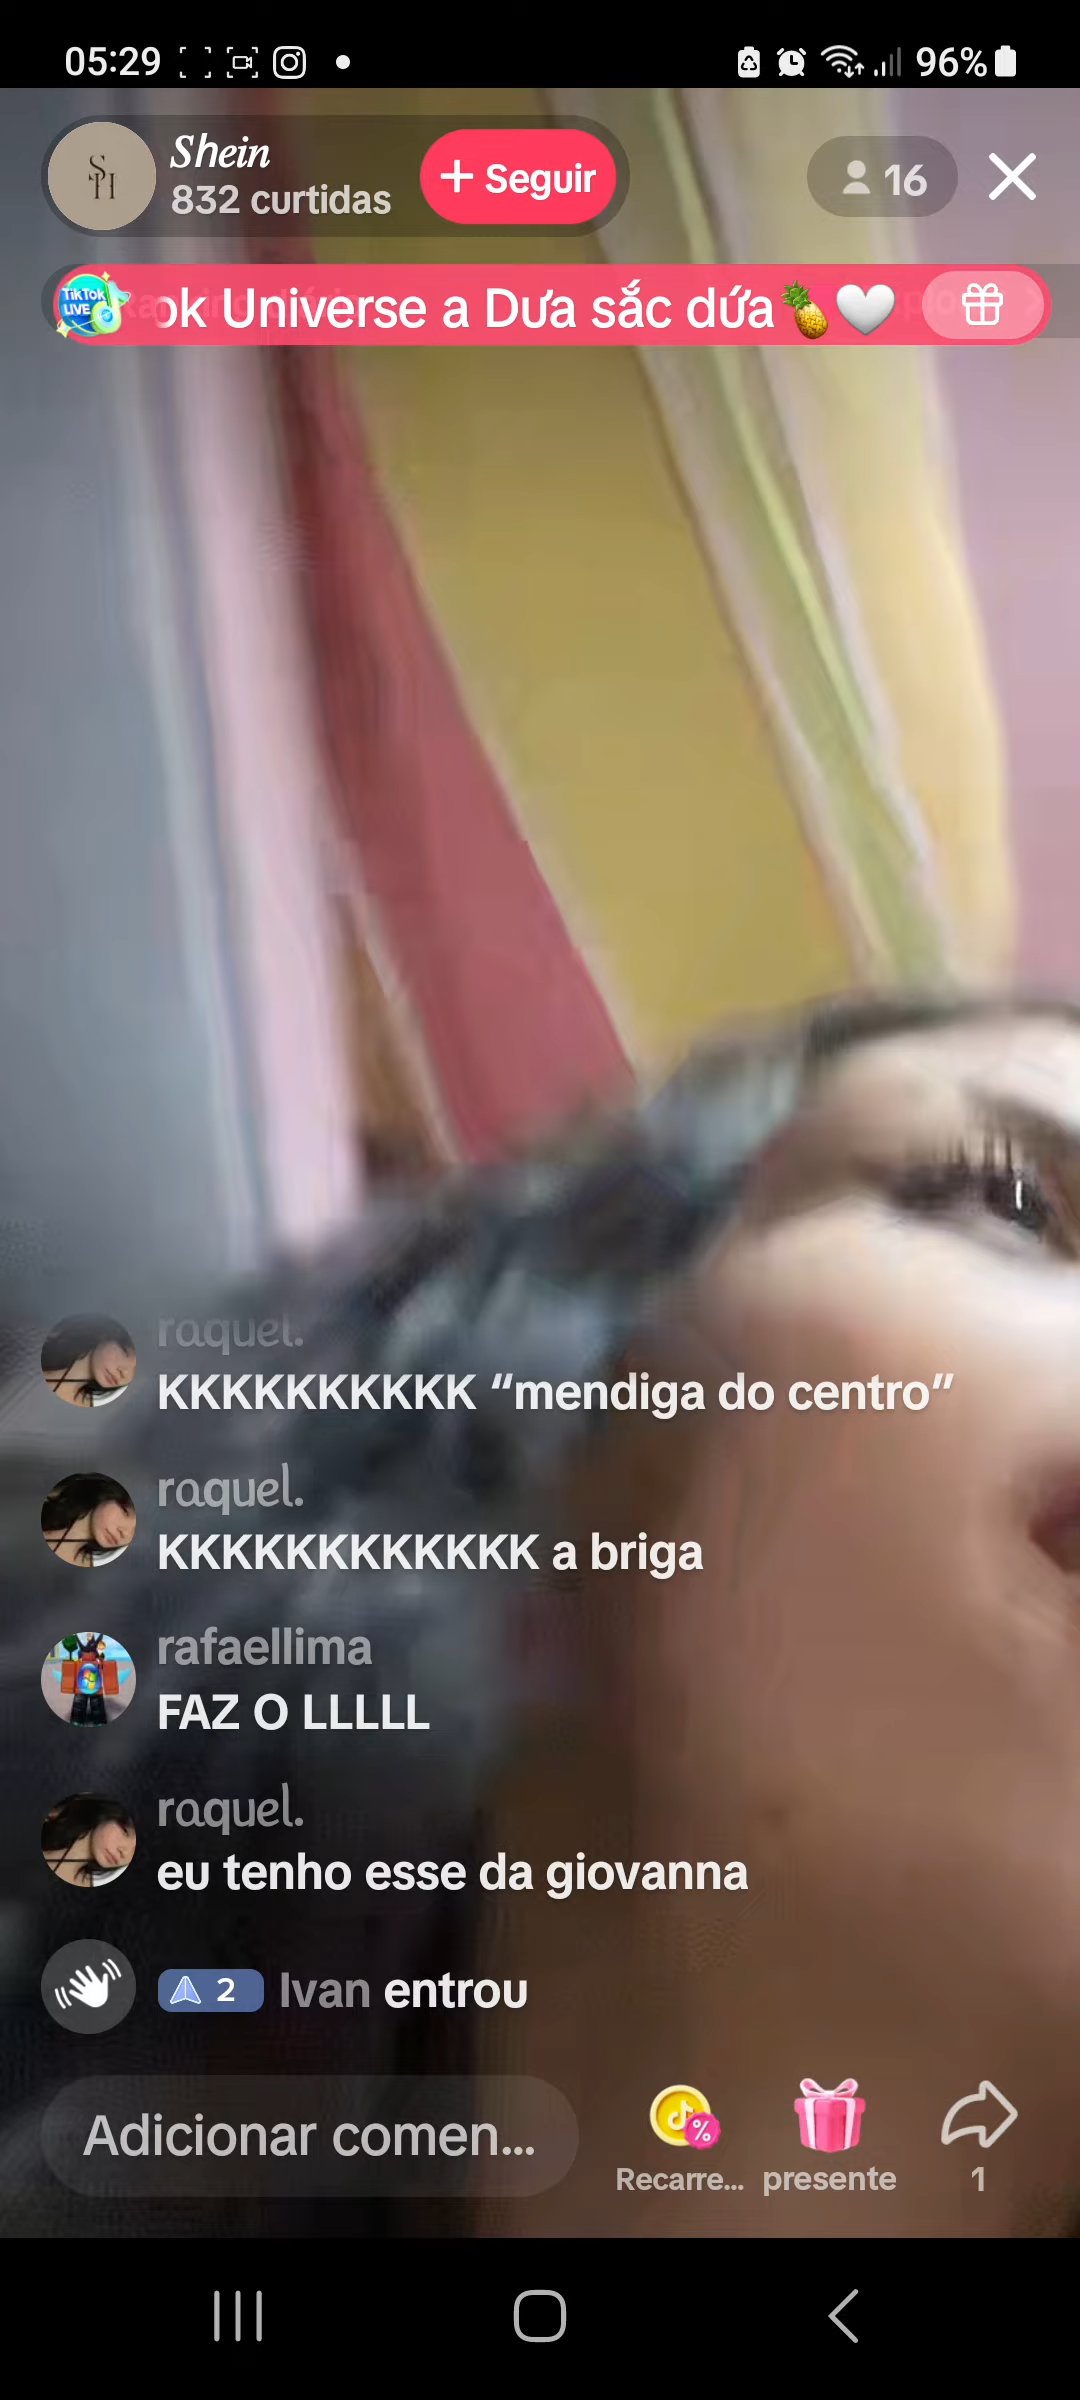 05:29
96%
Shein
832 curtidas
+ Seguir
16
TikTok
LIVE
ok Universe a Dưa sắc dứa🍍🤍
raquel.
KKKKKKKKKK “mendiga do centro”
raquel.
KKKKKKKKKKKK a briga
rafaellima
FAZ O LLLLL
raquel.
eu tenho esse da giovanna
2 Ivan entrou
Adicionar comen...
Recarre...
presente
1